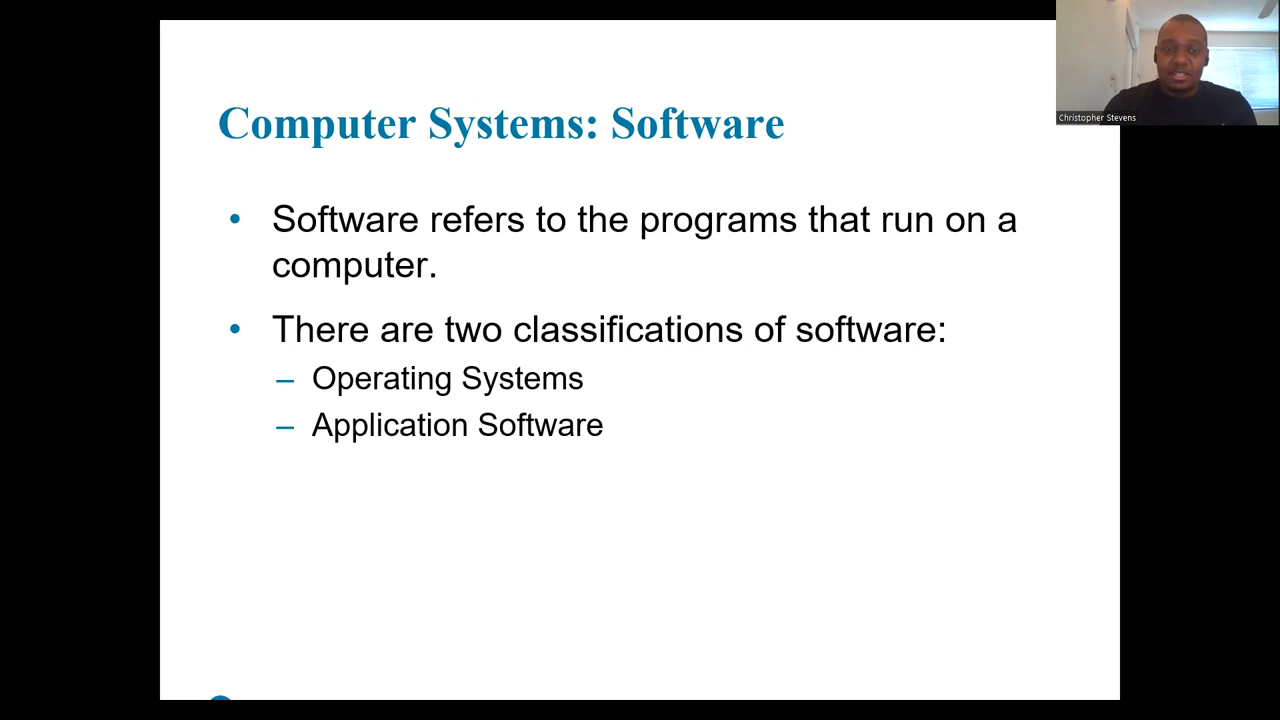 Computer Systems: Software
• Software refers to the programs that run on a
computer.
• There are two classifications of software:
– Operating Systems
– Application Software
Christopher Stevens